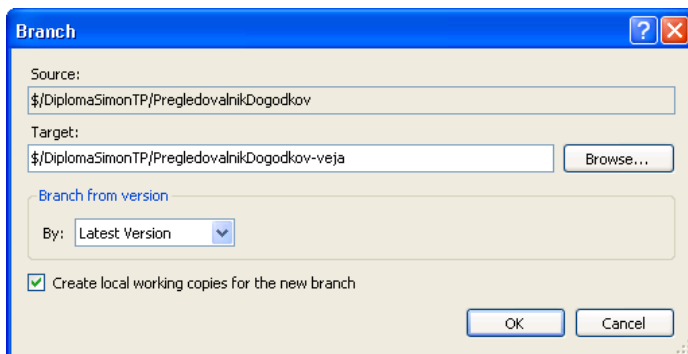 Branch
Source:
$/DiplomaSimonTP/PregledovalnikDogodkov
Target:
$/DiplomaSimonTP/PregledovalnikDogodkov-veja
Browse...
Branch from version
By: Latest Version
Create local working copies for the new branch
OK Cancel